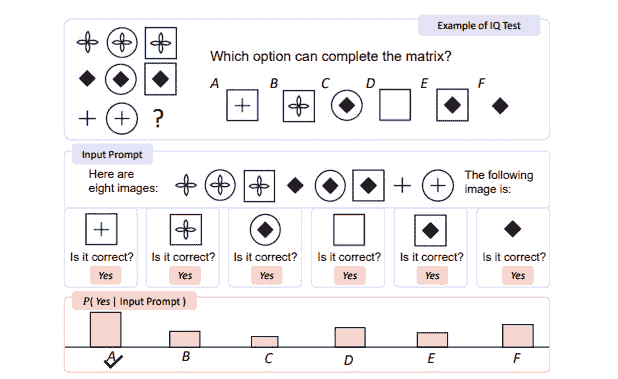 Example of IQ Test
Which option can complete the matrix?
A B C D E F
?
Input Prompt
Here are
eight images:
The following
image is:
Is it correct? Is it correct? Is it correct? Is it correct? Is it correct? Is it correct?
Yes Yes Yes Yes Yes Yes
P( Yes | Input Prompt )
A B C D E F